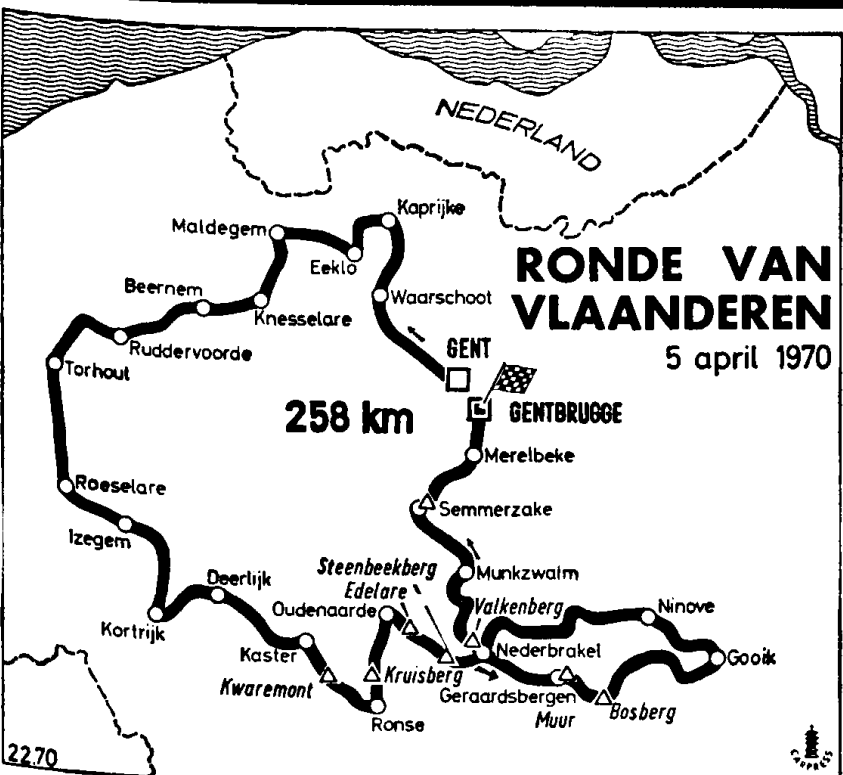 NEDERLAND
RONDE VAN
VLAANDEREN
5 april 1970
Kaprijke
Maldegem
Eeklo
Beernem
Waarschoot
Knesselare
Ruddervoorde
GENT
Torhout
258 km
GENTBRUGGE
Merelbeke
Roeselare
Semmerzake
Izegem
Steenbeekberg
Munkzwalm
Deerlijk
Edelare
Oudenaarde
Valkenberg
Ninove
Kortrijk
Kaster
Nederbrakel
Gooik
Kwaremont
Kruisberg
Geraardsbergen
Ronse
Muur
Bosberg
2270
CARPRESS